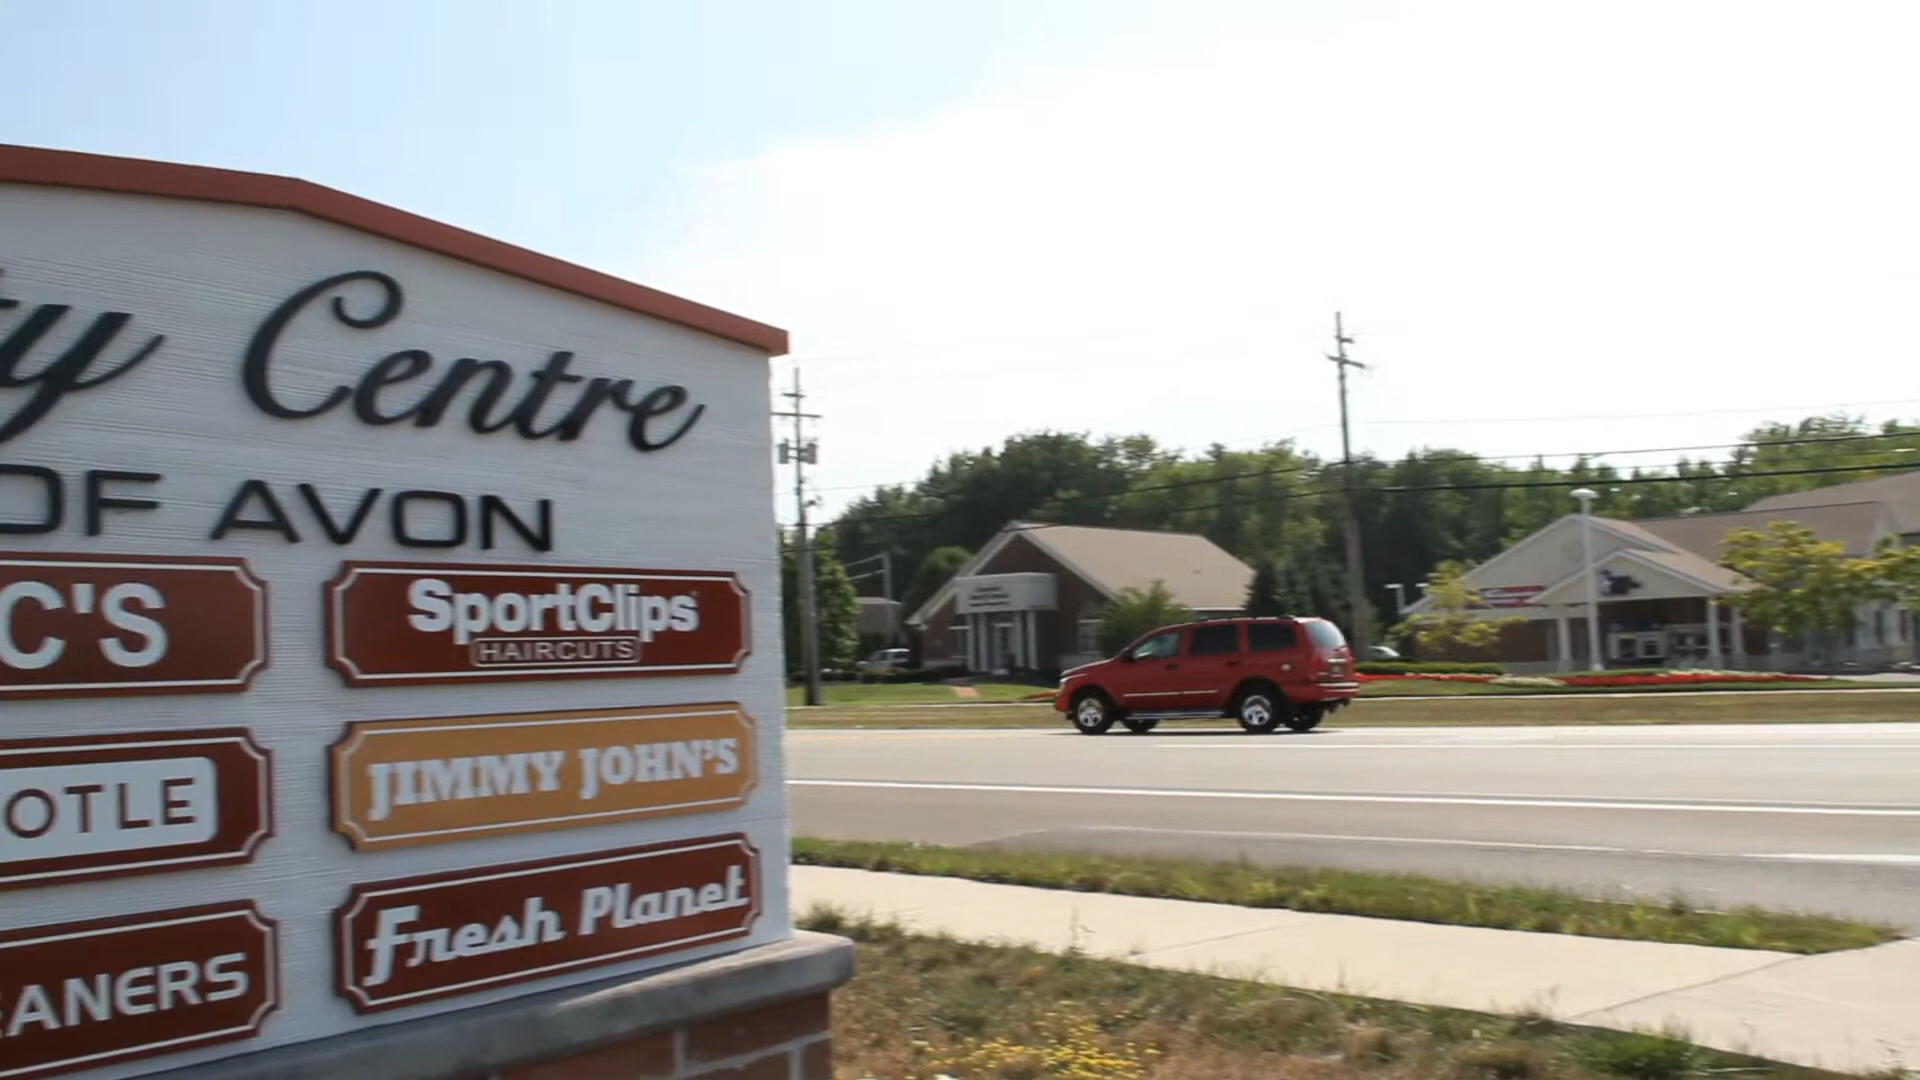 ty Centre
OF AVON
C'S
SportClips
HAIRCUTS
OTLE
JIMMY JOHN'S
EANERS
Fresh Planet